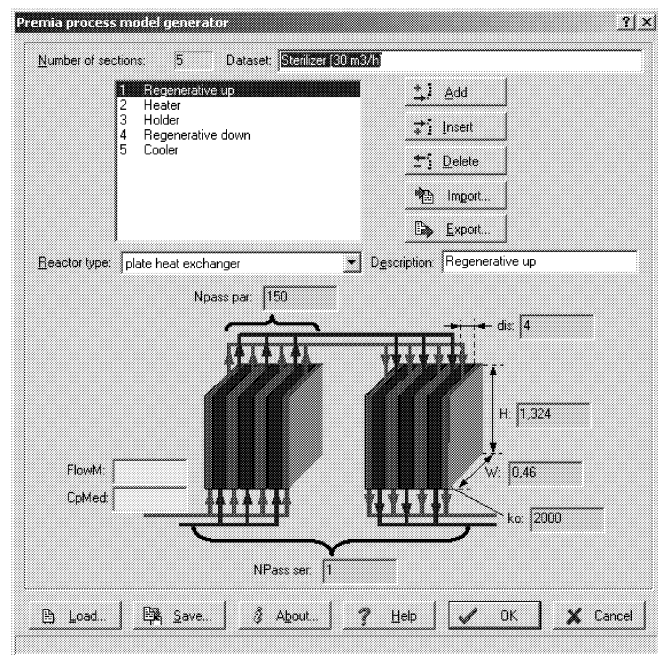 Premia process model generator
Number of sections: 5 Dataset: Sterilizer [30 m3/h]
1 Regenerative up
2 Heater
3 Holder
4 Regenerative down
5 Cooler
Add
Insert
Delete
Import...
Export...
Reactor type: plate heat exchanger Description: Regenerative up
Npass par: 150
dis: 4
H: 1,324
FlowM:
W: 0,46
CpMed:
ko: 2000
NPass ser: 1
Load... Save... About... Help OK Cancel